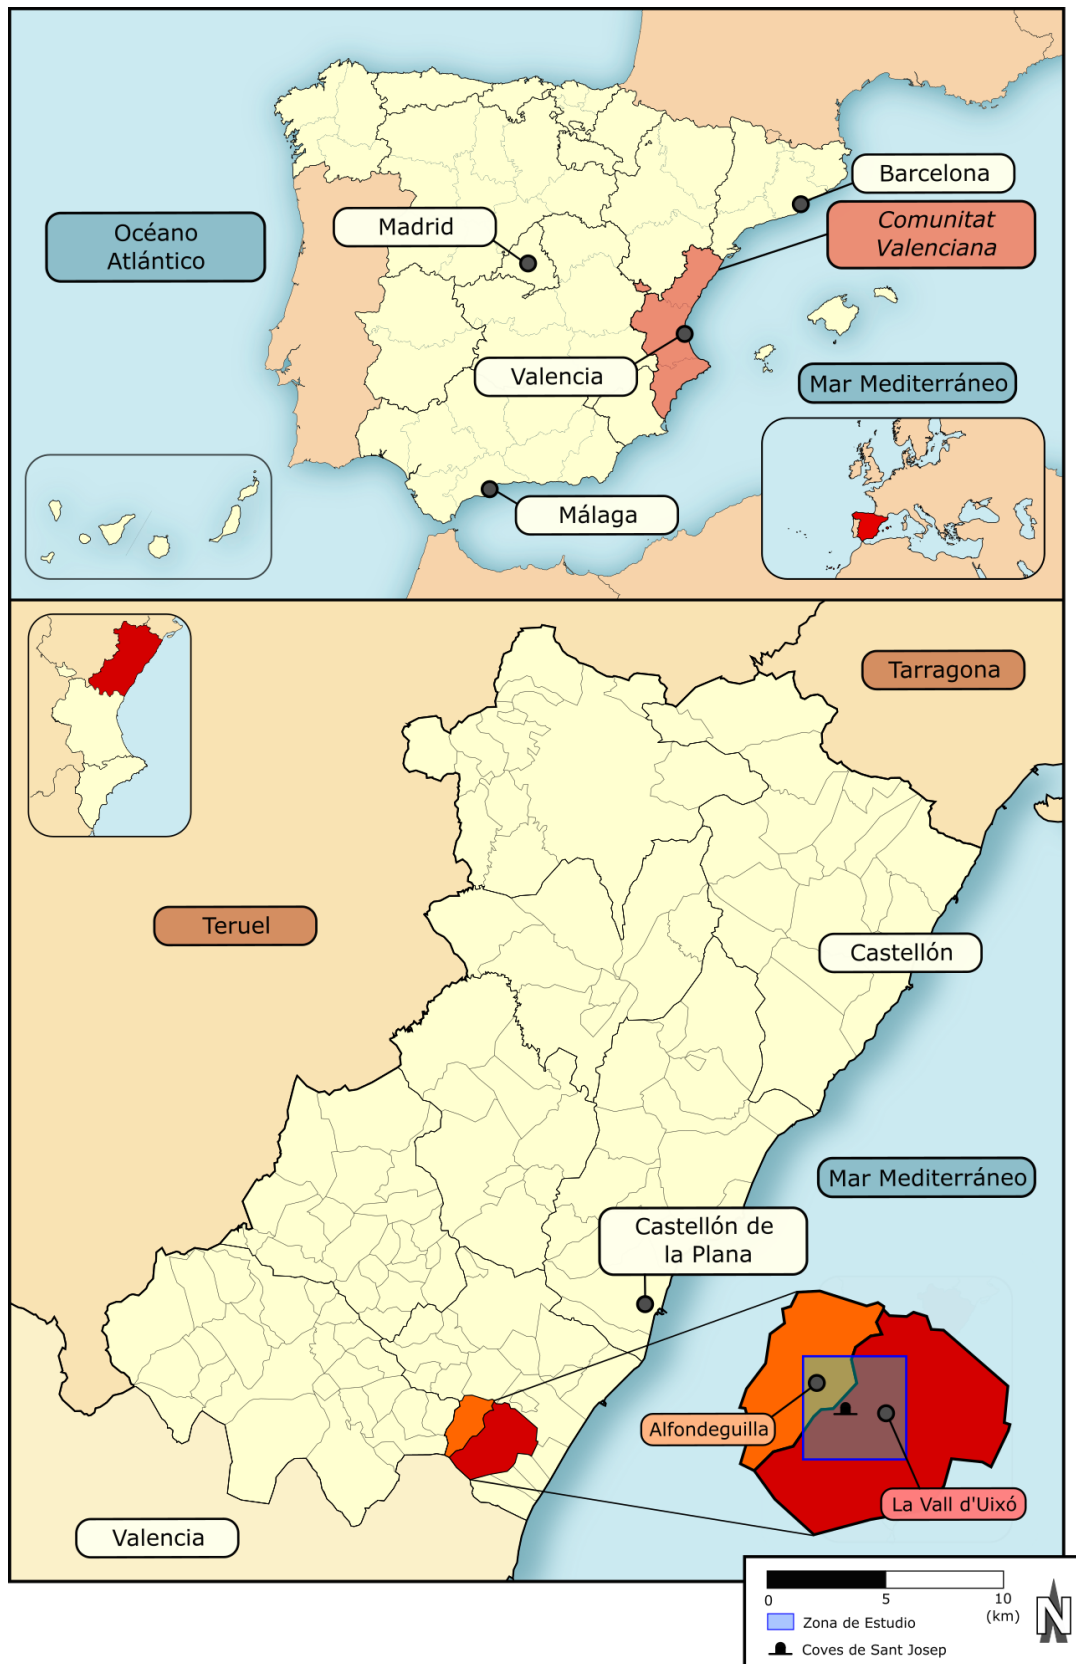 Barcelona
Comunitat
Valenciana
Madrid
Océano
Atlántico
Valencia
Mar Mediterráneo
Málaga
Tarragona
Teruel
Castellón
Mar Mediterráneo
Castellón de
la Plana
Alfondeguilla
La Vall d'Uixó
Valencia
0 5 10
(km)
N
Zona de Estudio
Coves de Sant Josep